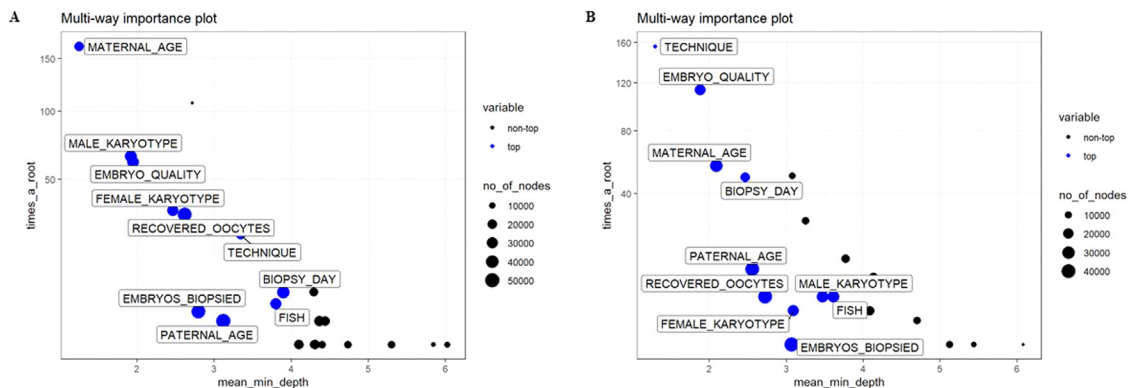 A
Multi-way importance plot
150
100
50
times_a_root
MATERNAL_AGE
MALE_KARYOTYPE
EMBRYO_QUALITY
FEMALE_KARYOTYPE
RECOVERED_OOCYTES
TECHNIQUE
BIOPSY_DAY
EMBRYOS_BIOPSIED
FISH
PATERNAL_AGE
2
3
4
5
6
mean_min_depth
variable
non-top
top
no_of_nodes
10000
20000
30000
40000
50000
B
Multi-way importance plot
160
120
80
40
times_a_root
TECHNIQUE
EMBRYO_QUALITY
MATERNAL_AGE
BIOPSY_DAY
PATERNAL_AGE
RECOVERED_OOCYTES
MALE_KARYOTYPE
FISH
FEMALE_KARYOTYPE
EMBRYOS_BIOPSIED
2
3
4
5
6
mean_min_depth
variable
non-top
top
no_of_nodes
10000
20000
30000
40000